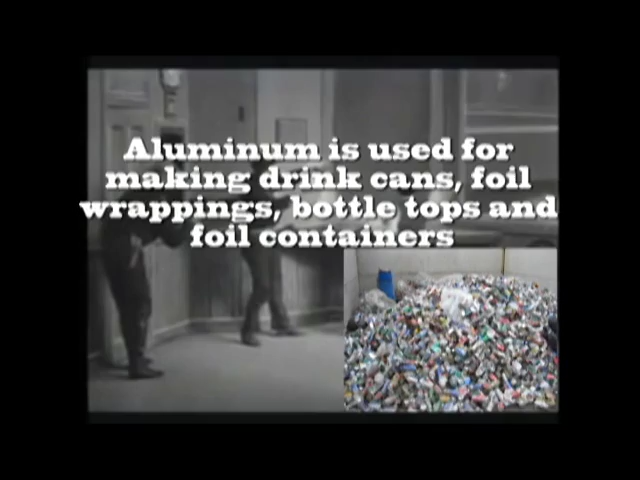 Aluminum is used for
making drink cans, foil
wrappings, bottle tops and
foil containers